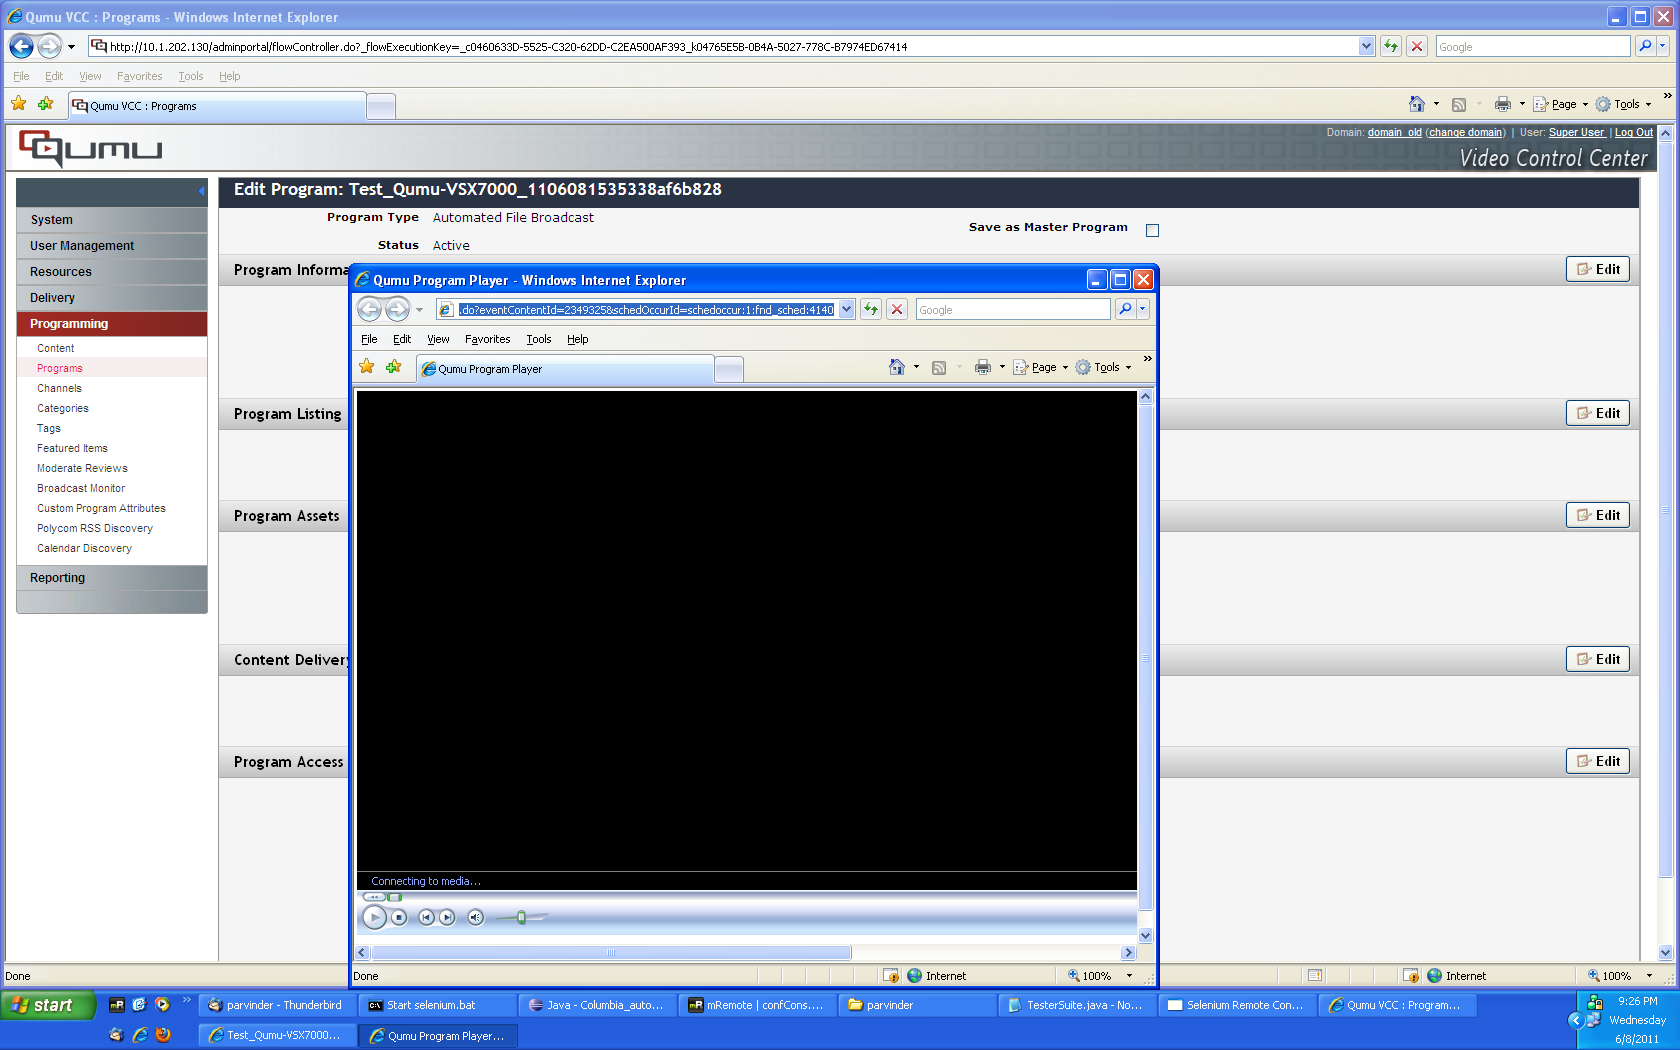 Qumu VCC : Programs - Windows Internet Explorer
http://10.1.202.130/adminportal/flowController.do?_flowExecutionKey=_c0460633D-5525-C320-62DD-C2EA500AF393_k04765E5B-0B4A-5027-778C-B7974ED67414
Google
File Edit View Favorites Tools Help
Qumu VCC : Programs
Page Tools
QUMU
Domain: domain_old (change domain) | User: Super User | Log Out
Video Control Center
System
User Management
Resources
Delivery
Programming
Content
Programs
Channels
Categories
Tags
Featured Items
Moderate Reviews
Broadcast Monitor
Custom Program Attributes
Polycom RSS Discovery
Calendar Discovery
Reporting
Edit Program: Test_Qumu-VSX7000_1106081535338af6b828
Program Type Automated File Broadcast
Save as Master Program
Status Active
Program Informa
Edit
Program Listing
Edit
Program Assets
Edit
Content Delivery
Edit
Program Access
Edit
Qumu Program Player - Windows Internet Explorer
.do?eventContentId=2349325&schedOccurId=schedoccur:1:fnd_sched:4140
Google
File Edit View Favorites Tools Help
Qumu Program Player
Page Tools
Connecting to media...
Done
Internet
100%
Done
Internet
100%
start
parvinder - Thunderbird
Start selenium.bat
Java - Columbia_auto...
mRemote | confCons....
parvinder
TesterSuite.java - No...
Selenium Remote Con...
Qumu VCC : Program...
Test_Qumu-VSX7000...
Qumu Program Player...
9:26 PM
Wednesday
6/8/2011